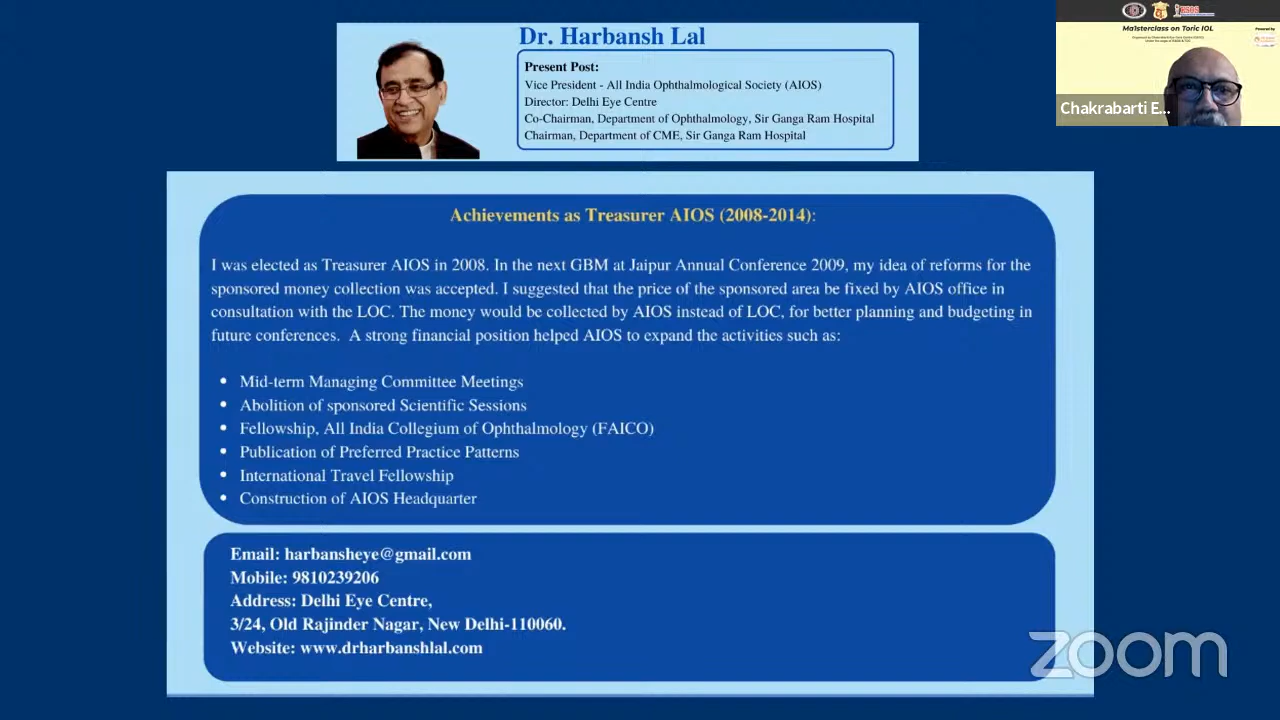 Dr. Harbansh Lal
Present Post:
Vice President - All India Ophthalmological Society (AIOS)
Director: Delhi Eye Centre
Co-Chairman, Department of Ophthalmology, Sir Ganga Ram Hospital
Chairman, Department of CME, Sir Ganga Ram Hospital
Masterclass on Toric IOL
Powered by
Chakrabarti E...
Achievements as Treasurer AIOS (2008-2014):
I was elected as Treasurer AIOS in 2008. In the next GBM at Jaipur Annual Conference 2009, my idea of reforms for the
sponsored money collection was accepted. I suggested that the price of the sponsored area be fixed by AIOS office in
consultation with the LOC. The money would be collected by AIOS instead of LOC, for better planning and budgeting in
future conferences. A strong financial position helped AIOS to expand the activities such as:
• Mid-term Managing Committee Meetings
• Abolition of sponsored Scientific Sessions
• Fellowship, All India Collegium of Ophthalmology (FAICO)
• Publication of Preferred Practice Patterns
• International Travel Fellowship
• Construction of AIOS Headquarter
Email: harbansheye@gmail.com
Mobile: 9810239206
Address: Delhi Eye Centre,
3/24, Old Rajinder Nagar, New Delhi-110060.
Website: www.drharbanshlal.com
zoom